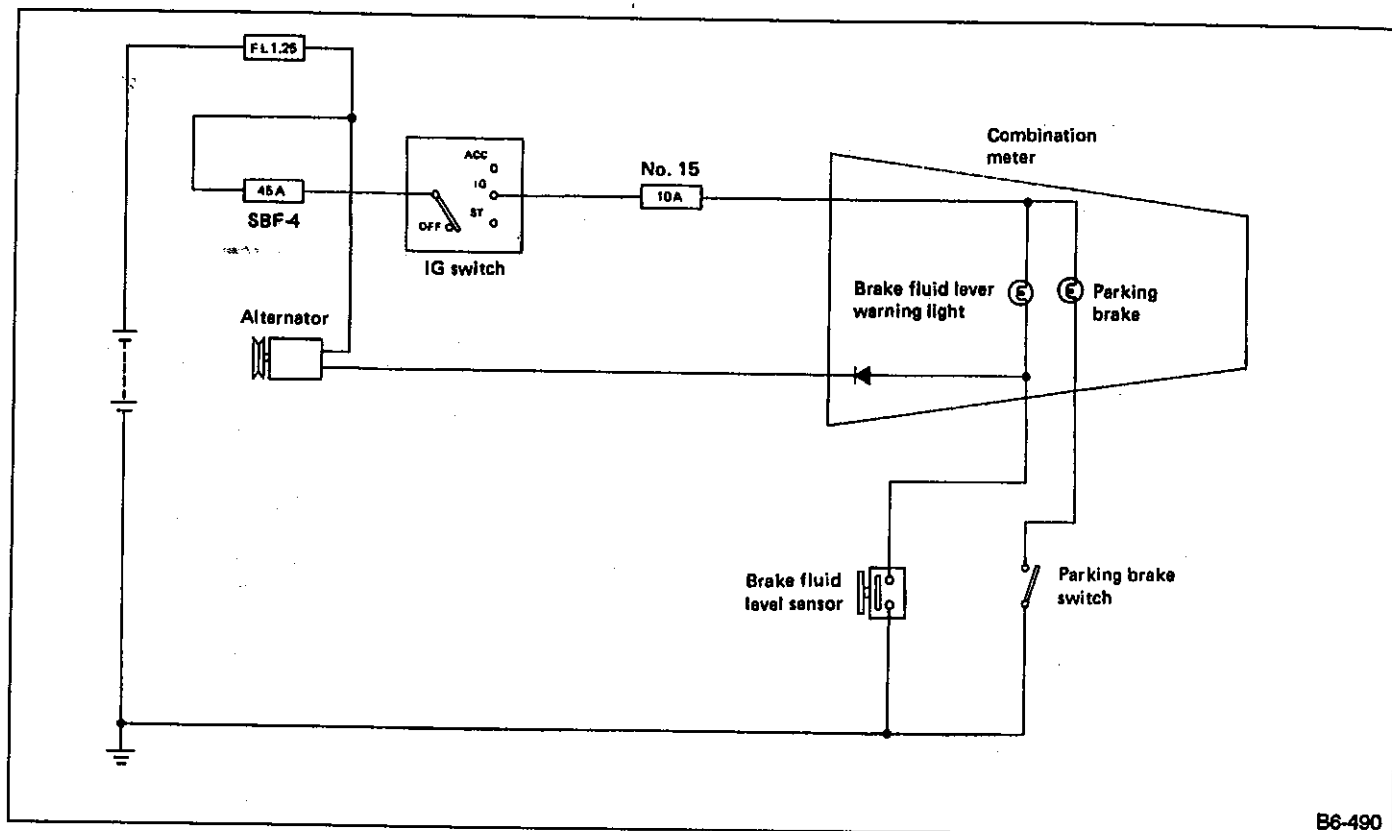 FL1.25
Combination
meter
ACC
IG
ST
OFF
No. 15
10A
45A
SBF-4
IG switch
Brake fluid lever
warning light
Parking
brake
Alternator
Brake fluid
level sensor
Parking brake
switch
B6-490